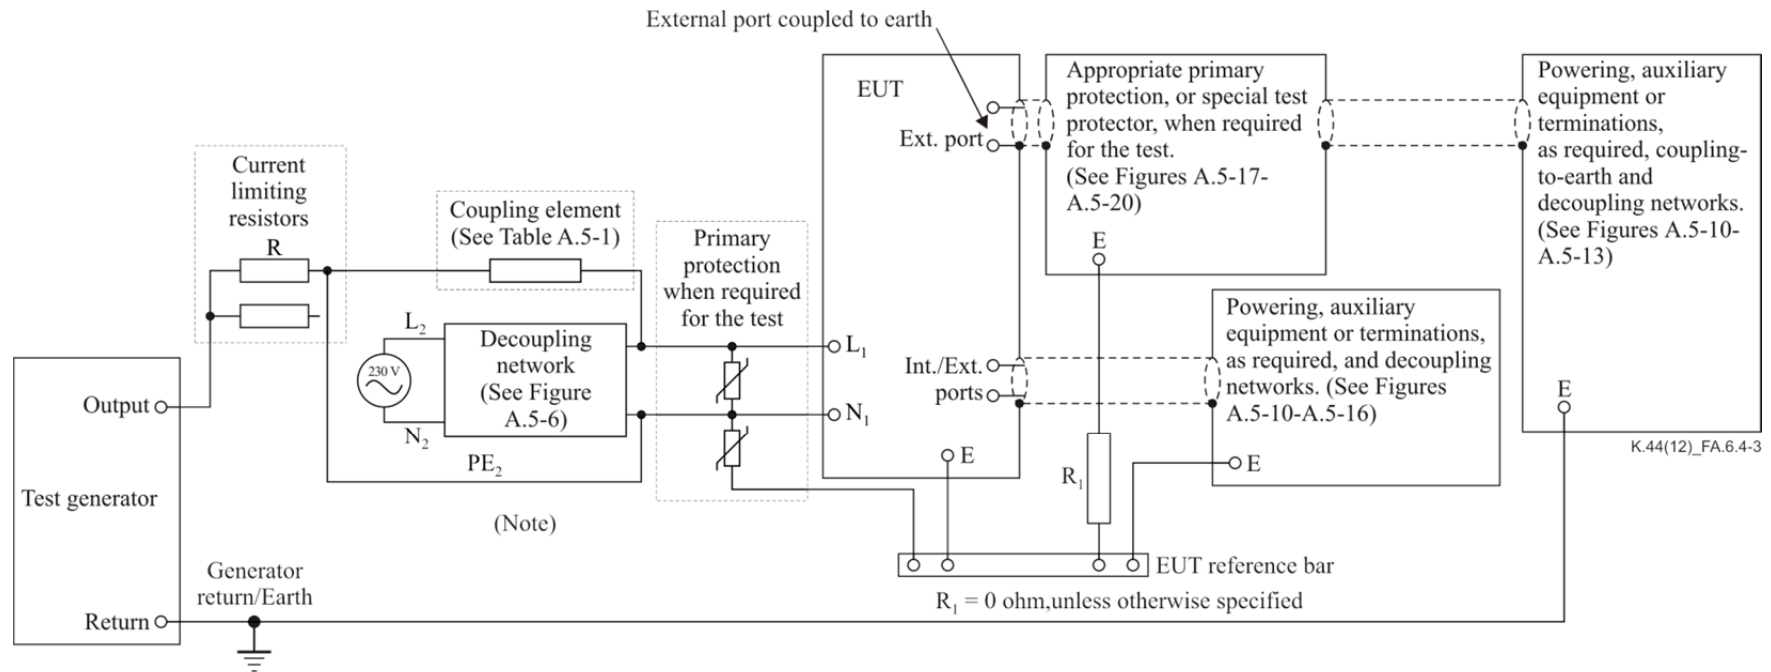 External port coupled to earth
EUT
Ext. port
Appropriate primary
protection, or special test
protector, when required
for the test.
(See Figures A.5-17-
A.5-20)
E
Powering, auxiliary
equipment or
terminations,
as required, coupling-
to-earth and
decoupling networks.
(See Figures A.5-10-
A.5-13)
E
K.44(12)_FA.6.4-3
Current
limiting
resistors
R
Coupling element
(See Table A.5-1)
Primary
protection
when required
for the test
L2
230 V
N2
Decoupling
network
(See Figure
A.5-6)
PE2
L1
N1
Int./Ext.
ports
E
Powering, auxiliary
equipment or terminations,
as required, and decoupling
networks. (See Figures
A.5-10-A.5-16)
E
R1
Output
Test generator
Return
(Note)
Generator
return/Earth
EUT reference bar
R1 = 0 ohm,unless otherwise specified